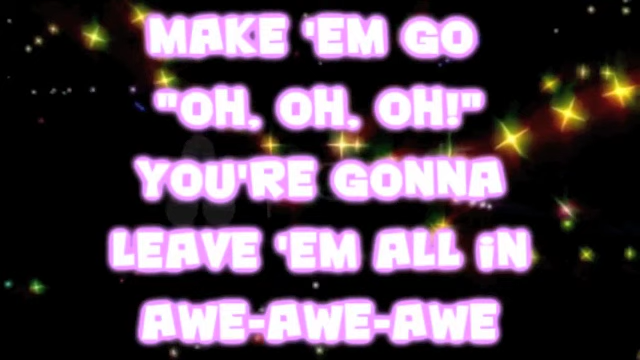 MAKE 'EM GO
"OH, OH, OH!"
YOU'RE GONNA
LEAVE 'EM ALL iN
AWE-AWE-AWE